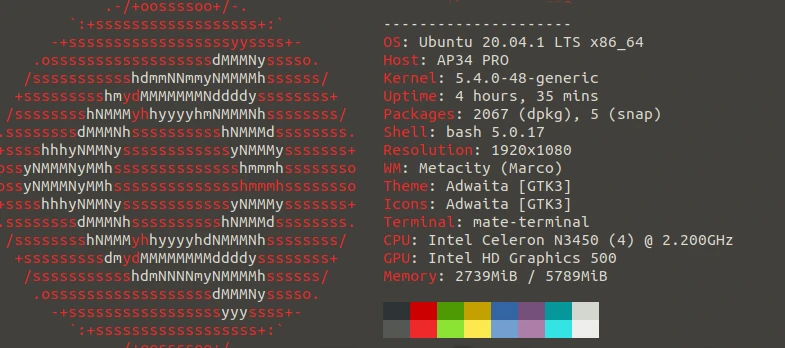 ---------------------
OS: Ubuntu 20.04.1 LTS x86_64
Host: AP34 PRO
Kernel: 5.4.0-48-generic
Uptime: 4 hours, 35 mins
Packages: 2067 (dpkg), 5 (snap)
Shell: bash 5.0.17
Resolution: 1920x1080
WM: Metacity (Marco)
Theme: Adwaita [GTK3]
Icons: Adwaita [GTK3]
Terminal: mate-terminal
CPU: Intel Celeron N3450 (4) @ 2.200GHz
GPU: Intel HD Graphics 500
Memory: 2739MiB / 5789MiB